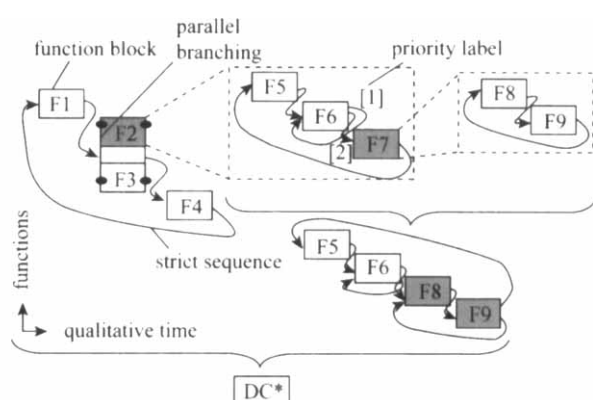 parallel
function block
branching
priority label
F1
F2
F3
F4
F5
F6
[1]
[2]
F7
F8
F9
strict sequence
F5
F6
F8
F9
functions
qualitative time
DC*